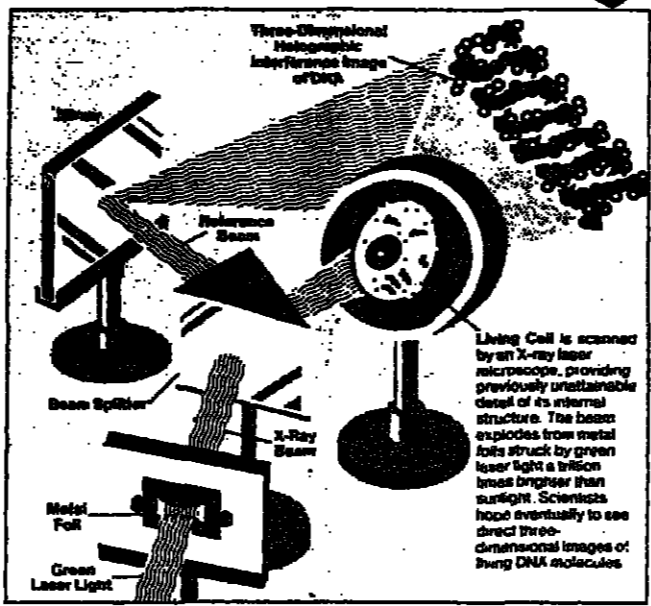 Three-Dimensional
Holographic
Interference Image
of DNA
Mirror
Reference
Beam
Living Cell is scanned
by an X-ray laser
microscope, providing
previously unattainable
detail of its internal
structure. The beam
explodes from metal
foils struck by green
laser light a trillion
times brighter than
sunlight. Scientists
hope eventually to see
direct three-
dimensional images of
living DNA molecules
Beam Splitter
X-Ray
Beam
Metal
Foil
Green
Laser Light